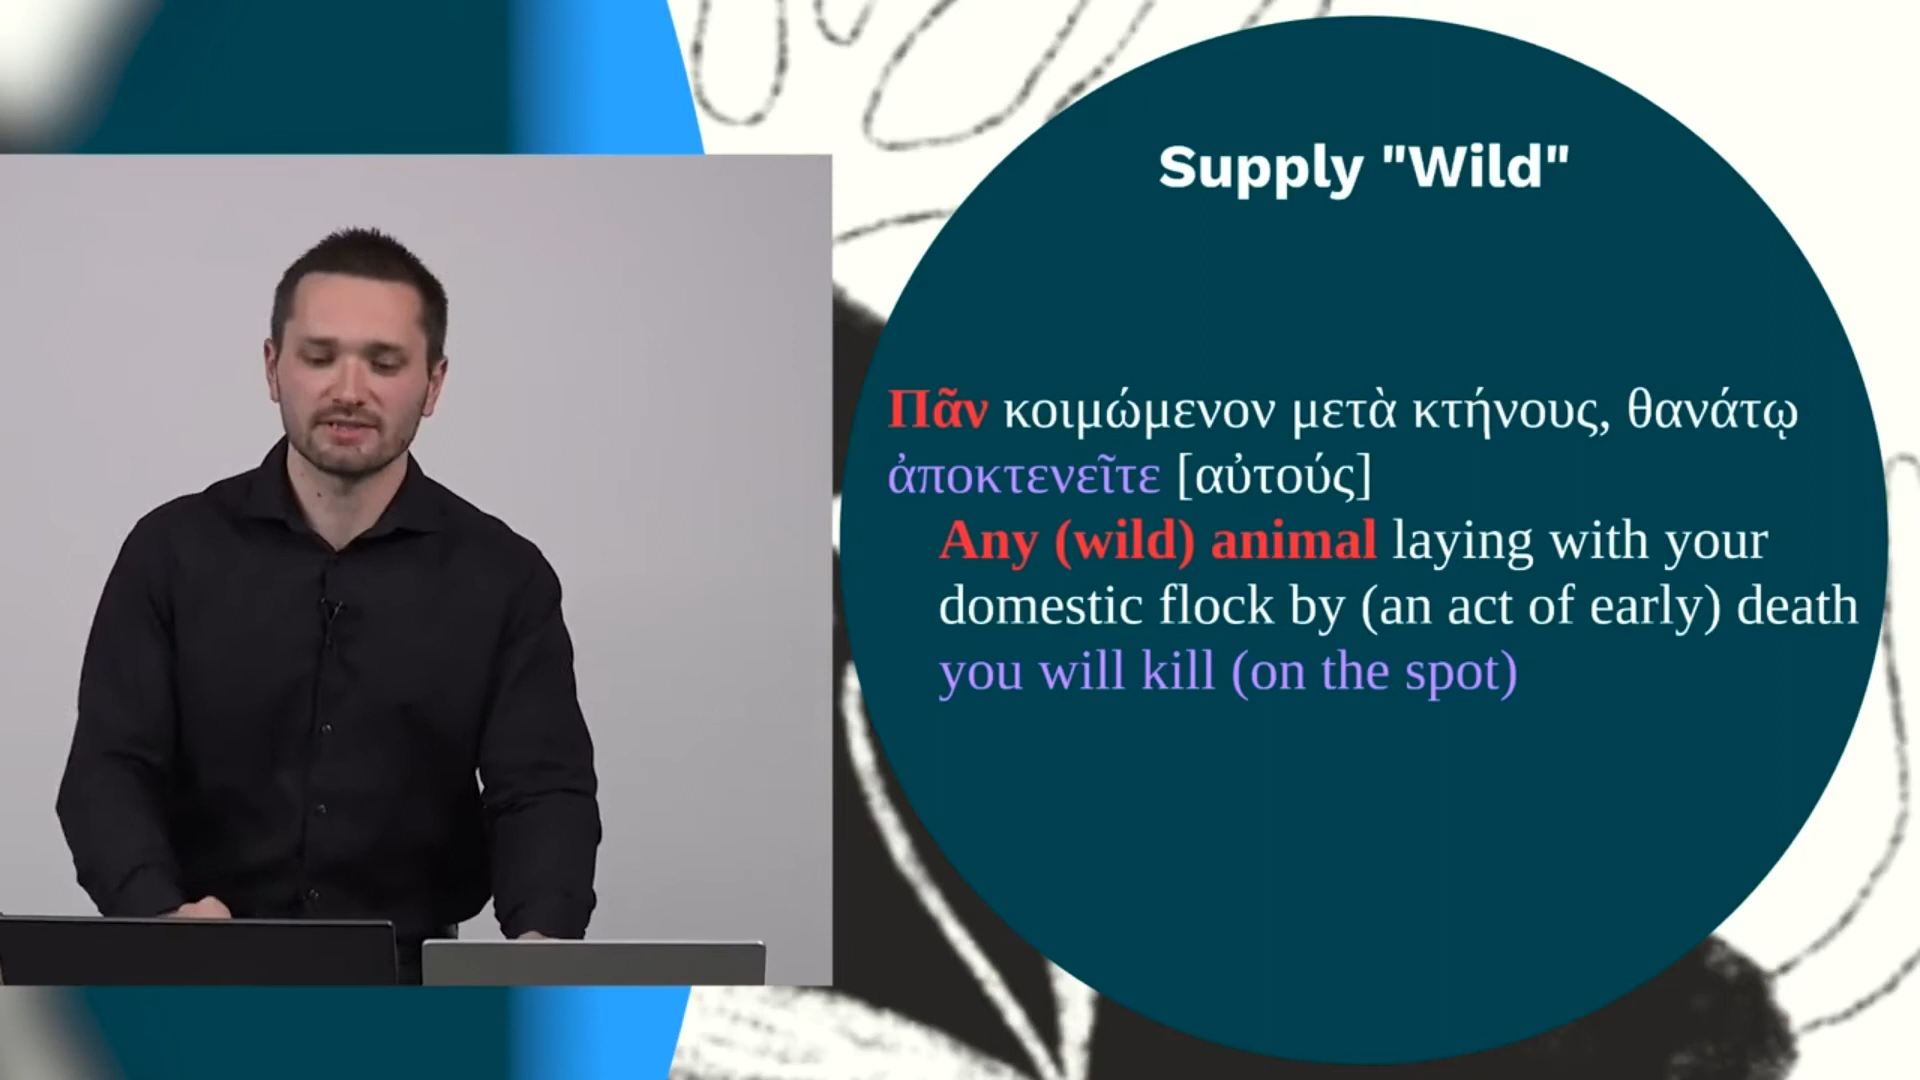 Supply "Wild"
Πᾶν κοιμώμενον μετὰ κτήνους, θανάτῳ
ἀποκτενεῖτε [αὐτούς]
Any (wild) animal laying with your
domestic flock by (an act of early) death
you will kill (on the spot)